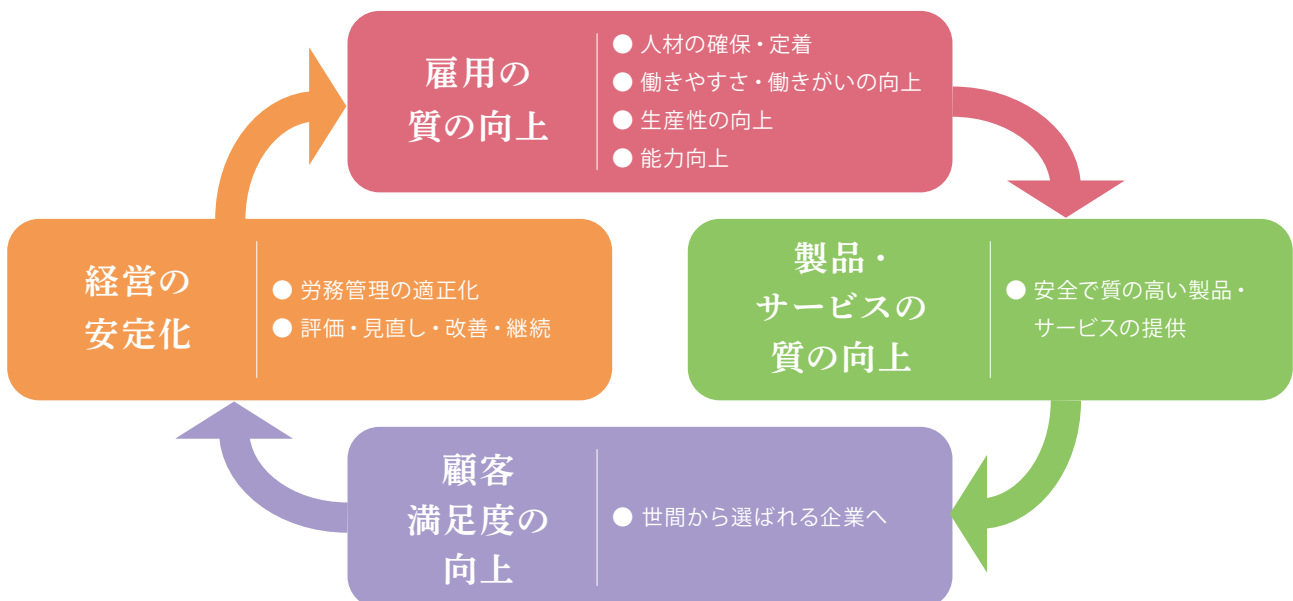 雇用の
質の向上
● 人材の確保・定着
● 働きやすさ・働きがいの向上
● 生産性の向上
● 能力向上
製品・
サービスの
質の向上
● 安全で質の高い製品・
サービスの提供
顧客
満足度の
向上
● 世間から選ばれる企業へ
経営の
安定化
● 労務管理の適正化
● 評価・見直し・改善・継続